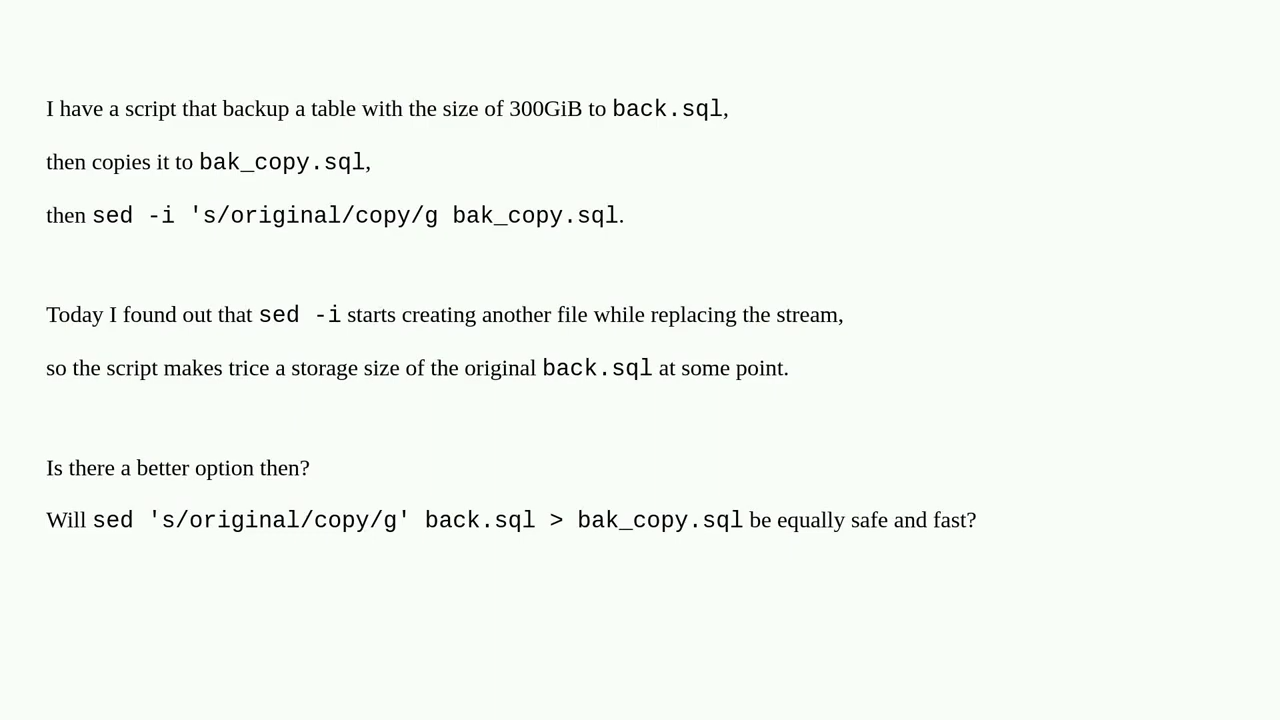 I have a script that backup a table with the size of 300GiB to back.sql,
then copies it to bak_copy.sql,
then sed -i 's/original/copy/g bak_copy.sql.
Today I found out that sed -i starts creating another file while replacing the stream,
so the script makes trice a storage size of the original back.sql at some point.
Is there a better option then?
Will sed 's/original/copy/g' back.sql > bak_copy.sql be equally safe and fast?